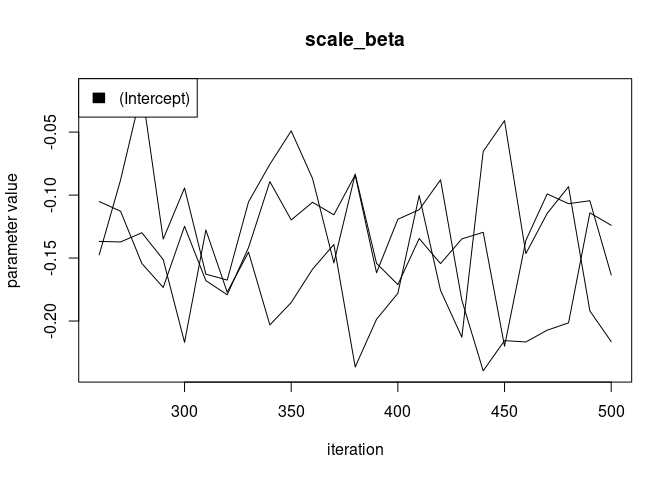 scale_beta
(Intercept)
-0.05
-0.10
-0.15
-0.20
parameter value
300 350 400 450 500
iteration